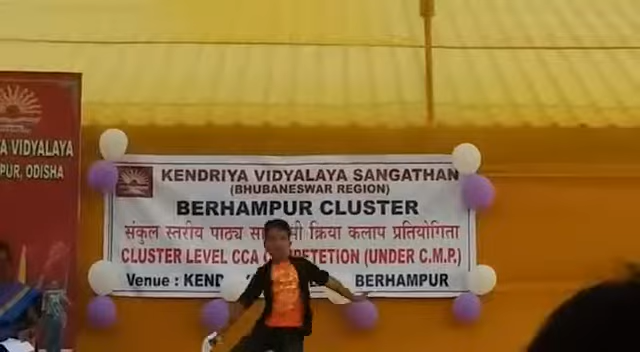 A VIDYALAYA
PUR, ODISHA
KENDRIYA VIDYALAYA SANGATHAN
(BHUBANESWAR REGION)
BERHAMPUR CLUSTER
संकुल स्तरीय पाठ्य क्रिया कलाप प्रतियोगिता
CLUSTER LEVEL CCA COMPETETION (UNDER C.M.P.)
Venue : KEND BERHAMPUR